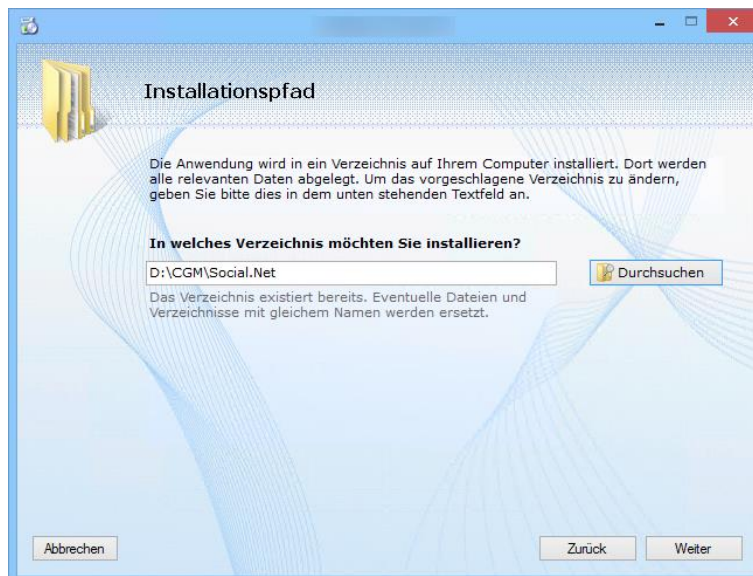 Installationspfad
Die Anwendung wird in ein Verzeichnis auf Ihrem Computer installiert. Dort werden
alle relevanten Daten abgelegt. Um das vorgeschlagene Verzeichnis zu ändern,
geben Sie bitte dies in dem unten stehenden Textfeld an.
In welches Verzeichnis möchten Sie installieren?
D:\CGM\Social.Net
Durchsuchen
Das Verzeichnis existiert bereits. Eventuelle Dateien und
Verzeichnisse mit gleichem Namen werden ersetzt.
Abbrechen
Zurück
Weiter